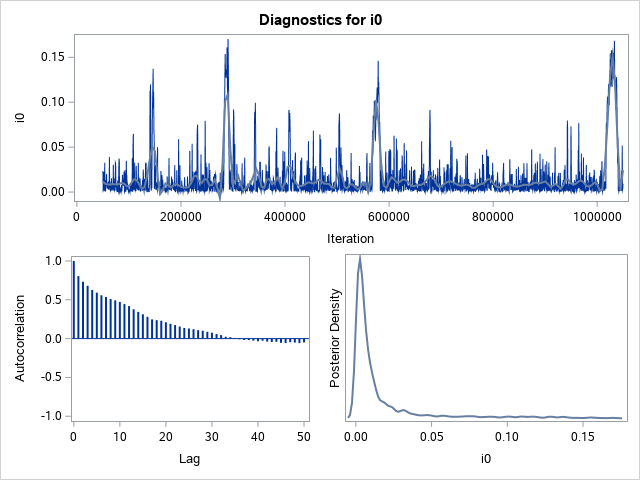 Diagnostics for i0
i0
0.15
0.10
0.05
0.00
0 200000 400000 600000 800000 1000000
Iteration
Autocorrelation
1.0
0.5
0.0
-0.5
-1.0
0 10 20 30 40 50
Lag
Posterior Density
0.00 0.05 0.10 0.15
i0